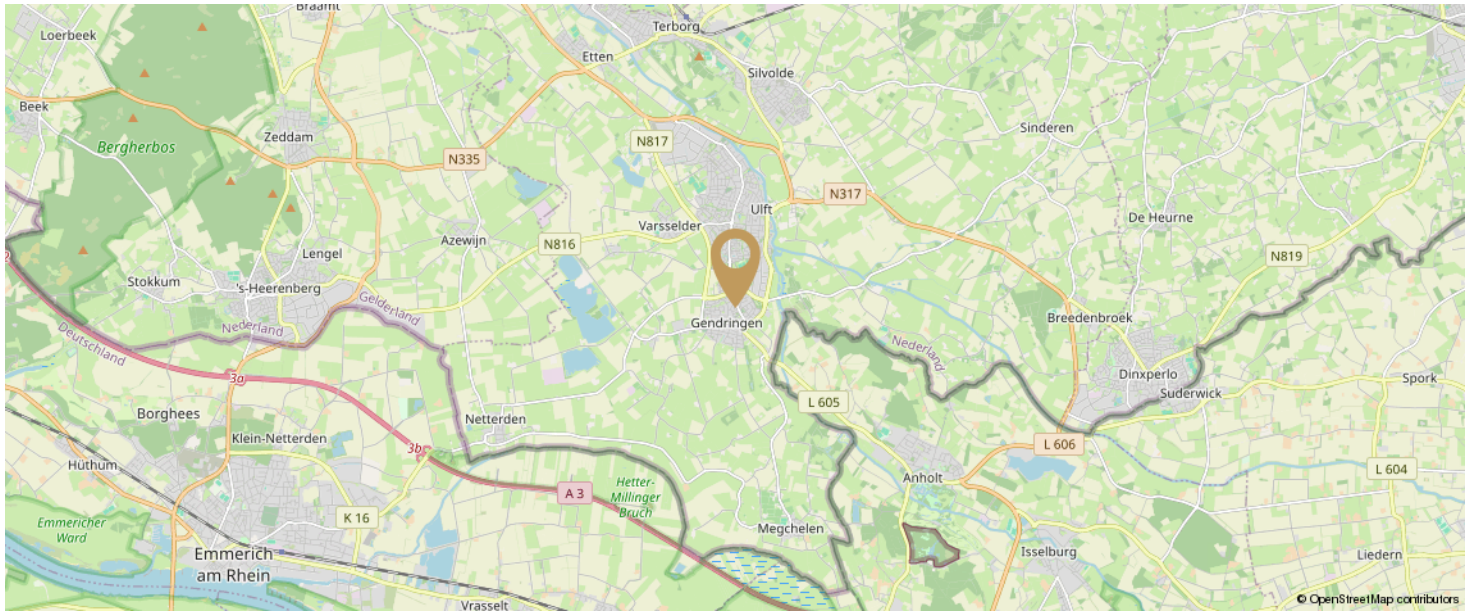 Braamt
Loerbeek
Terborg
Etten
Silvolde
Beek
Zeddam
Bergherbos
N817
Sinderen
N335
N317
Ulft
De Heurne
Varsselder
Azewijn
N816
Lengel
N819
Stokkum
's-Heerenberg
Gelderland
Nederland
Deutschland
Gendringen
Breedenbroek
Nederland
3a
Dinxperlo
Spork
Suderwick
L 605
Borghees
Netterden
Klein-Netterden
3b
L 606
Hüthum
L 604
Anholt
A 3
Hetter-
Millinger
Bruch
K 16
Emmericher
Ward
Megchelen
Emmerich
am Rhein
Isselburg
Liedern
Vrasselt
© OpenStreetMap contributors